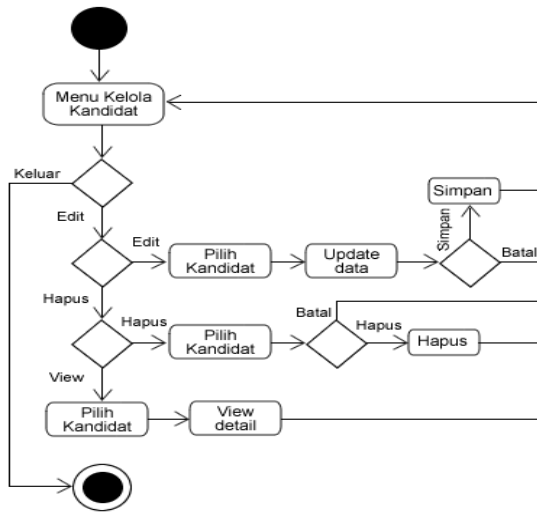 Menu Kelola
Kandidat
Keluar
Edit
Simpan
Simpan
Edit
Pilih
Kandidat
Update
data
Batal
Hapus
Batal
Hapus
Pilih
Kandidat
Hapus
Hapus
View
Pilih
Kandidat
View
detail